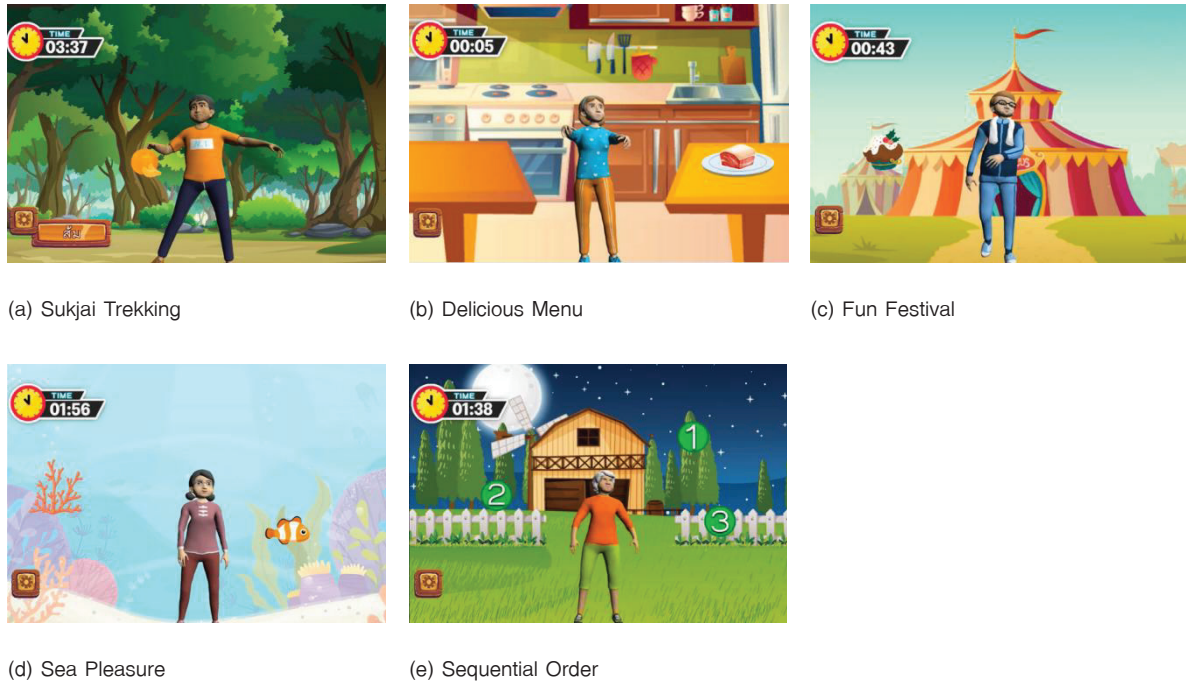 TIME
03:37
ส้ม
TIME
00:05
TIME
00:43
(a) Sukjai Trekking
(b) Delicious Menu
(c) Fun Festival
TIME
01:56
TIME
01:38
1
2
3
(d) Sea Pleasure
(e) Sequential Order